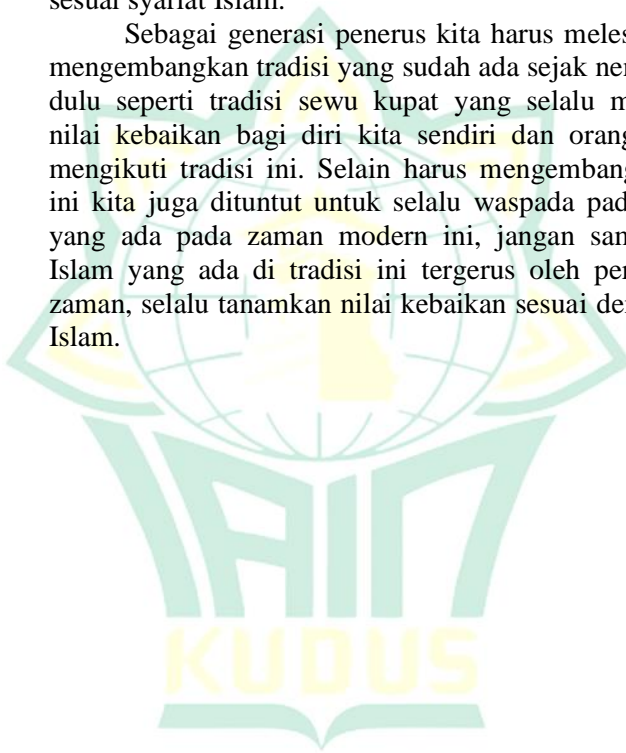 sesuai syariat Islam.
Sebagai generasi penerus kita harus meles
mengembangkan tradisi yang sudah ada sejak ne
dulu seperti tradisi sewu kupat yang selalu m
nilai kebaikan bagi diri kita sendiri dan orang
mengikuti tradisi ini. Selain harus mengembang
ini kita juga dituntut untuk selalu waspada pad
yang ada pada zaman modern ini, jangan sam
Islam yang ada di tradisi ini tergerus oleh per
zaman, selalu tanamkan nilai kebaikan sesuai de
Islam.
IAIN
KUDUS